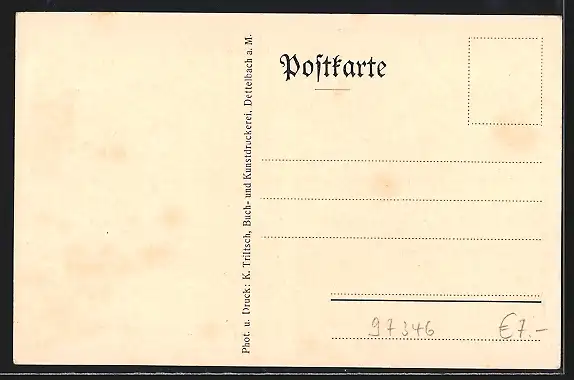 Postkarte
Phot. u. Druck: K. Triltsch, Buch- und Kunstdruckerei, Dettelbach a. M.
97346 €7.-